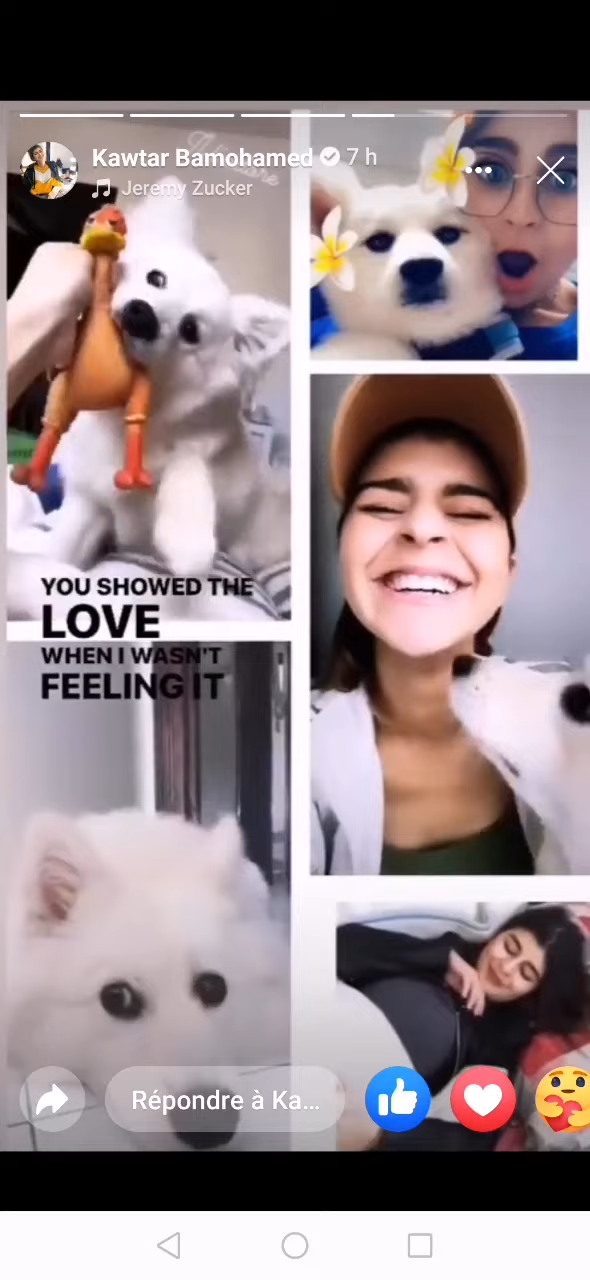 Kawtar Bamohamed 7 h
Jeremy Zucker
YOU SHOWED THE
LOVE
WHEN I WASN'T
FEELING IT
Répondre à Ka...